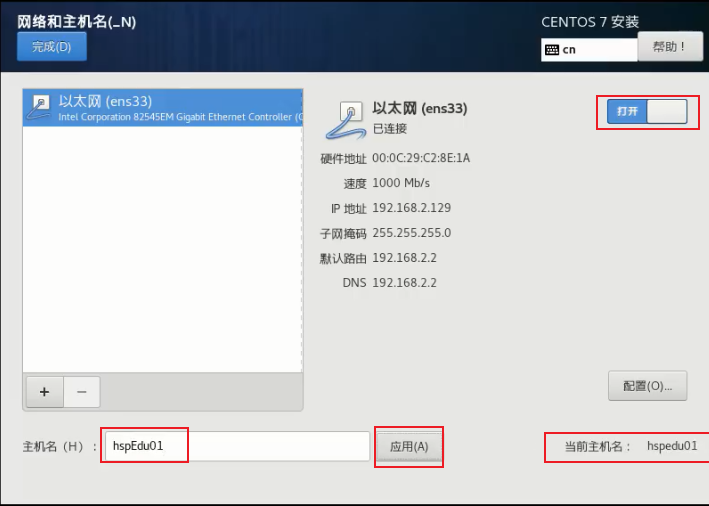 网络和主机名(_N)
CENTOS 7 安装
完成(D)
cn
帮助！
以太网 (ens33)
Intel Corporation 82545EM Gigabit Ethernet Controller (
以太网 (ens33)
已连接
打开
硬件地址 00:0C:29:C2:8E:1A
速度 1000 Mb/s
IP 地址 192.168.2.129
子网掩码 255.255.255.0
默认路由 192.168.2.2
DNS 192.168.2.2
+ −
配置(O)...
主机名（H）： hspEdu01
应用(A)
当前主机名： hspedu01